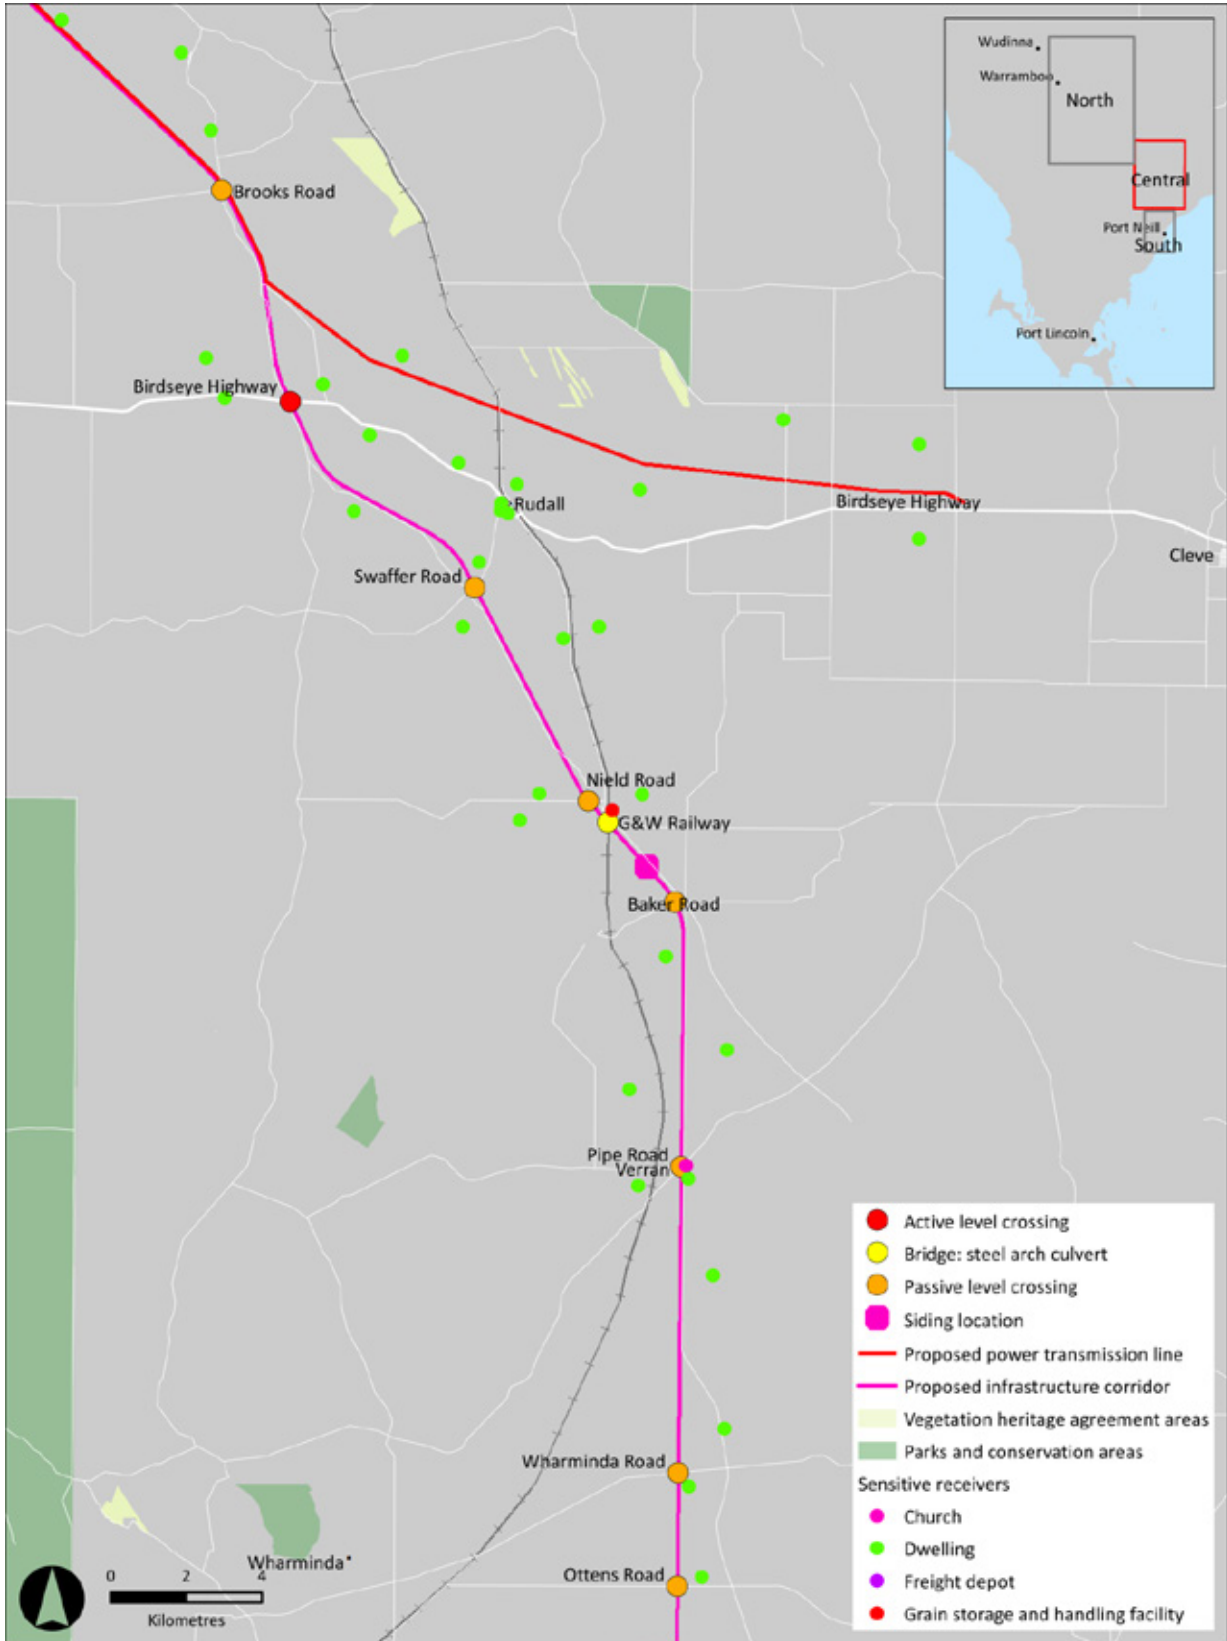 Wudinna
Warramboo
North
Central
Port Neill
South
Port Lincoln
Brooks Road
Birdseye Highway
Rudall
Birdseye Highway
Cleve
Swaffer Road
Nield Road
G&W Railway
Baker Road
Pipe Road
Verran
Wharminda Road
Ottens Road
Wharminda
0 2 4
Kilometres
Active level crossing
Bridge: steel arch culvert
Passive level crossing
Siding location
Proposed power transmission line
Proposed infrastructure corridor
Vegetation heritage agreement areas
Parks and conservation areas
Sensitive receivers
Church
Dwelling
Freight depot
Grain storage and handling facility